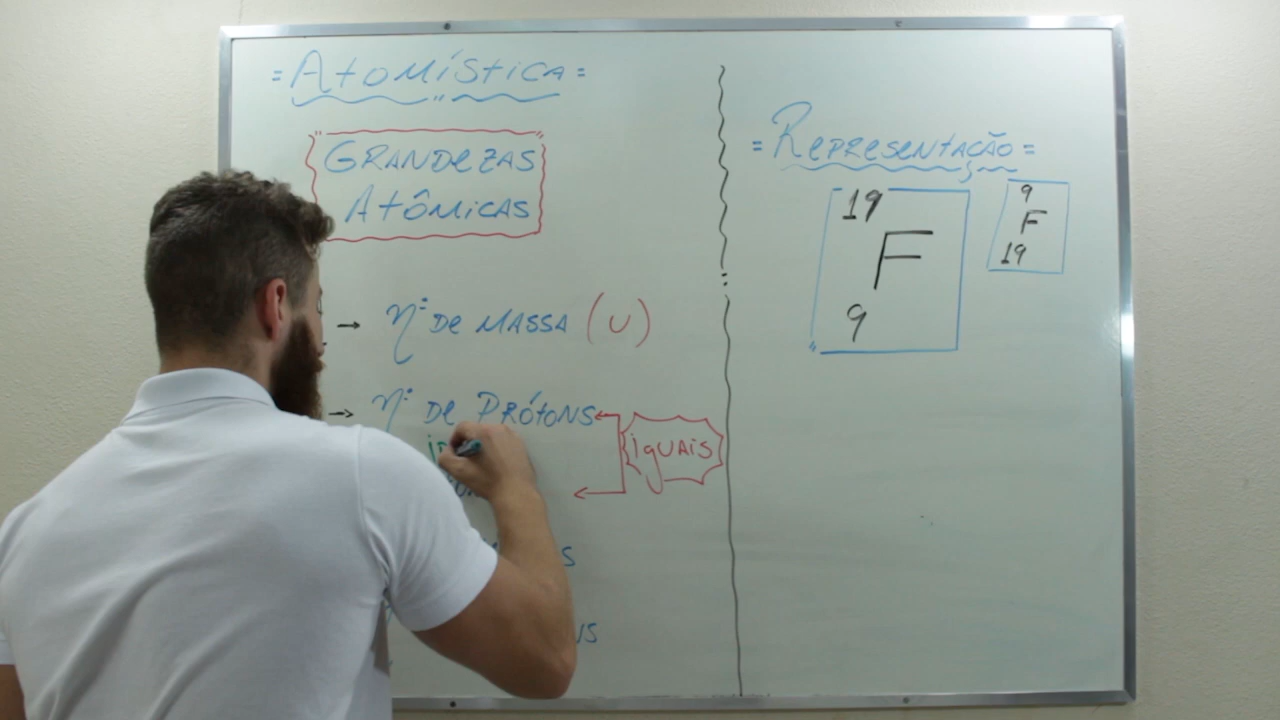 =Atomística=
GRANDEZAS
Atômicas
→ nº De MASSA (U)
→ nº De PRÓtONS
iguais
=Representação=
19
F
9
9
F
19